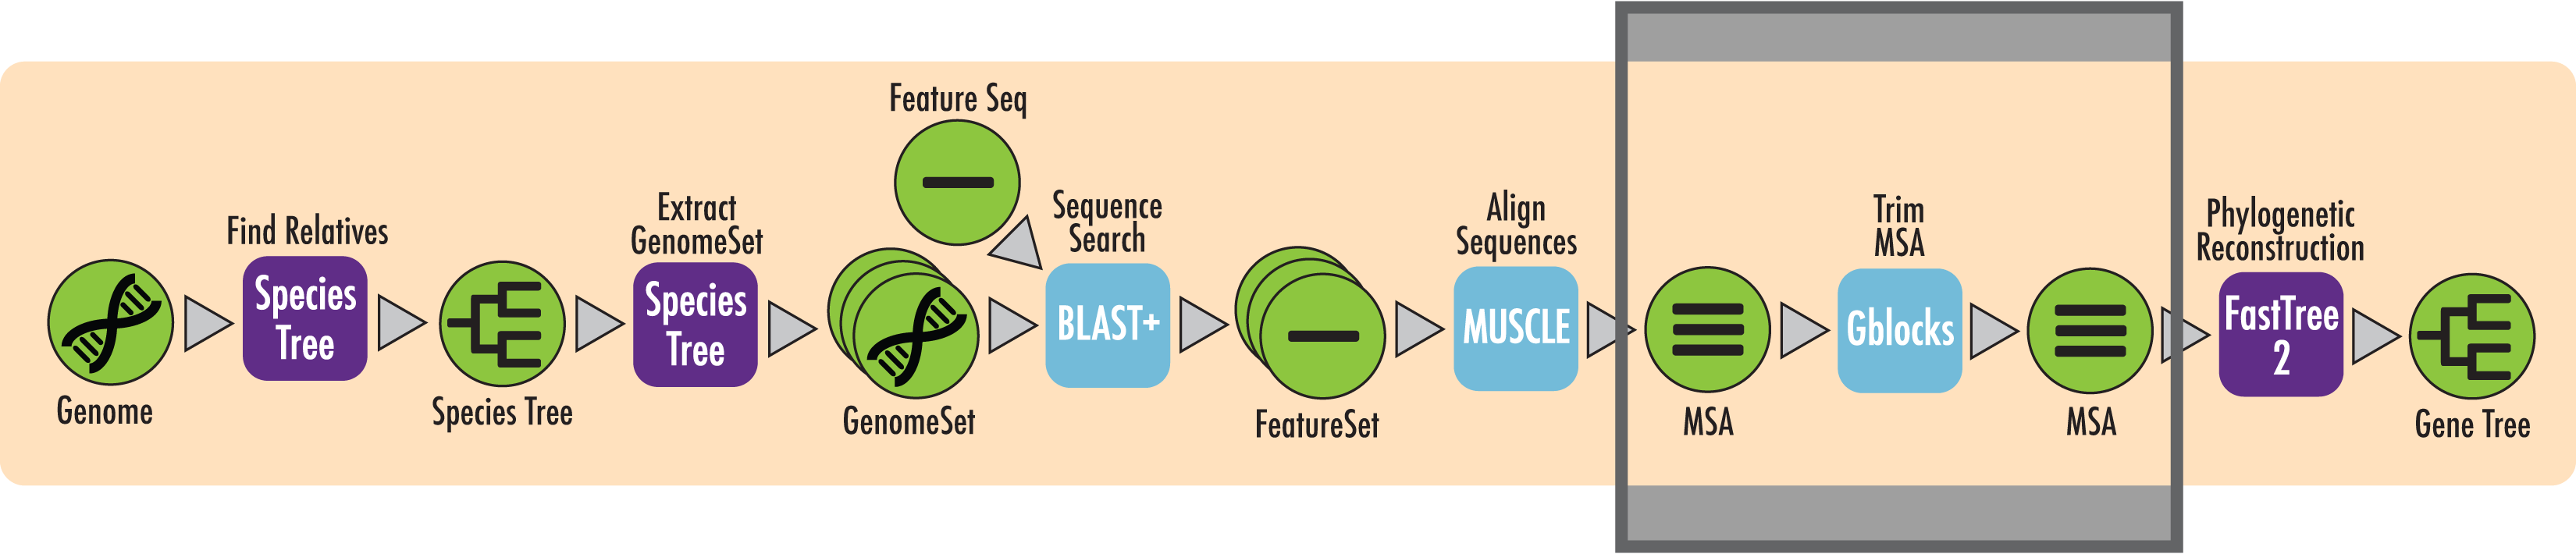 Genome
Find Relatives
Species
Tree
Species Tree
Extract
GenomeSet
Species
Tree
GenomeSet
Feature Seq
Sequence
Search
BLAST+
FeatureSet
Align
Sequences
MUSCLE
MSA
Trim
MSA
Gblocks
MSA
Phylogenetic
Reconstruction
FastTree
2
Gene Tree